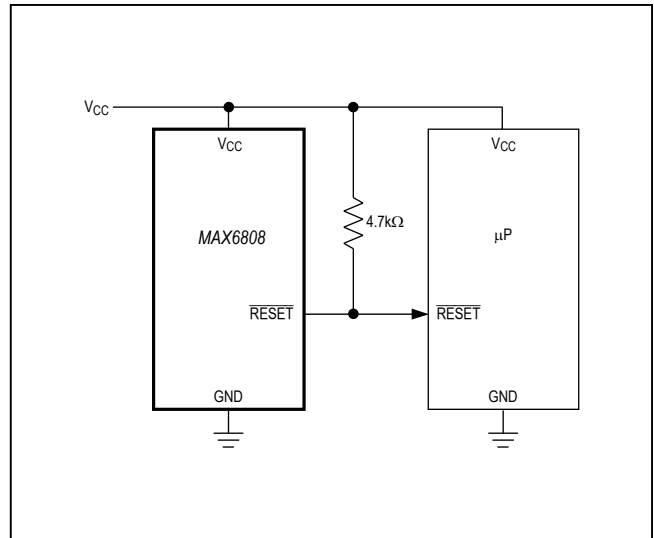 VCC
VCC
VCC
MAX6808
4.7kΩ
μP
RESET
RESET
GND
GND